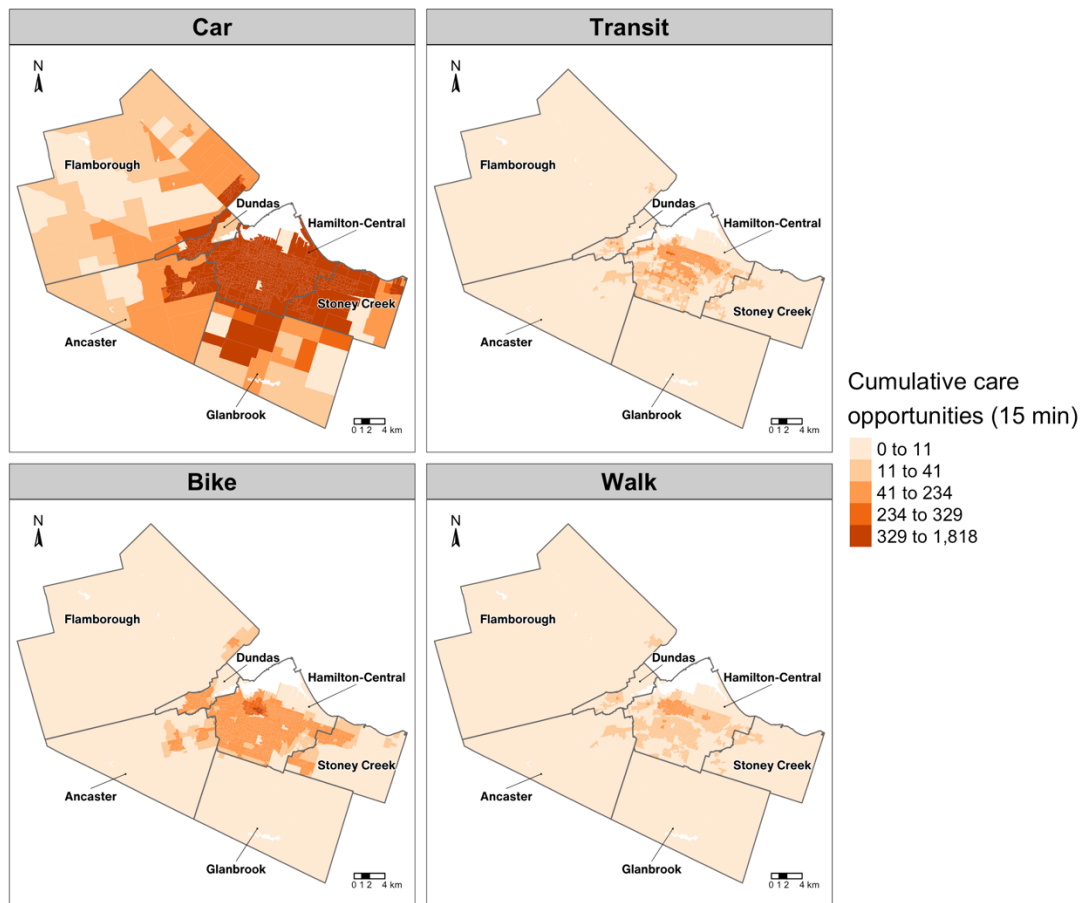 Car
Transit
N
Flamborough
Dundas
Hamilton-Central
Stoney Creek
Ancaster
Glanbrook
0 1 2 4 km
N
Flamborough
Dundas
Hamilton-Central
Stoney Creek
Ancaster
Glanbrook
0 1 2 4 km
Cumulative care
opportunities (15 min)
0 to 11
11 to 41
41 to 234
234 to 329
329 to 1,818
Bike
Walk
N
Flamborough
Dundas
Hamilton-Central
Stoney Creek
Ancaster
Glanbrook
0 1 2 4 km
N
Flamborough
Dundas
Hamilton-Central
Stoney Creek
Ancaster
Glanbrook
0 1 2 4 km